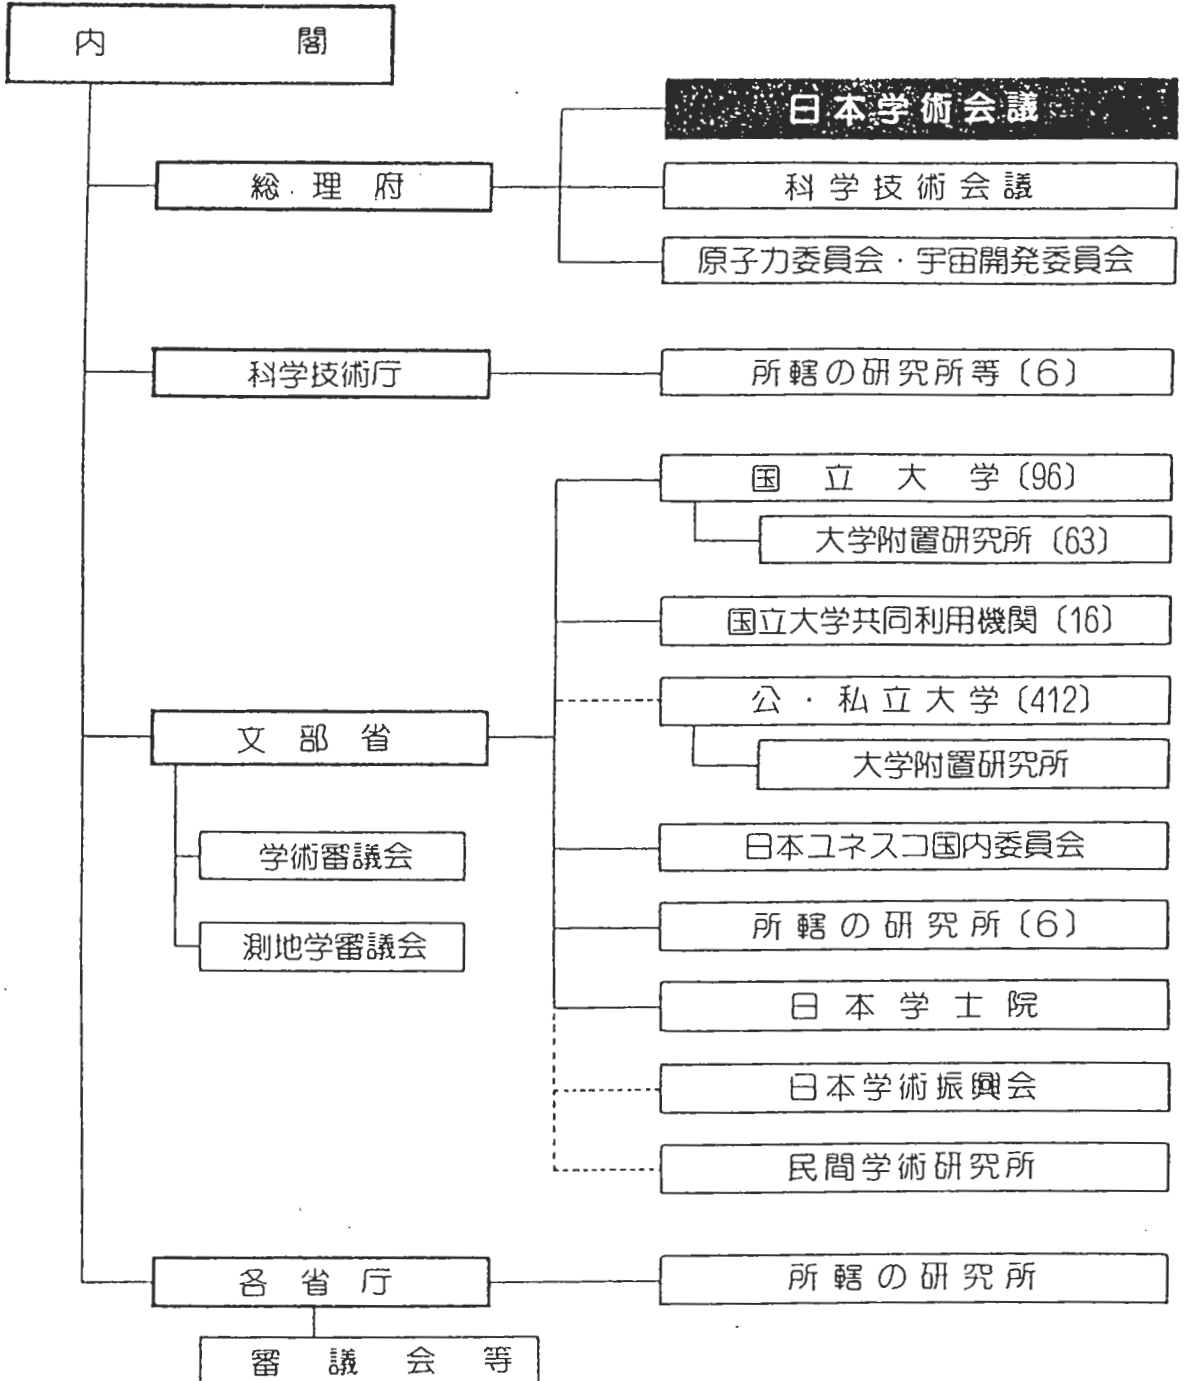 内閣
日本学術会議
総理府
科学技術会議
原子力委員会・宇宙開発委員会
科学技術庁
所轄の研究所等〔6〕
国立大学〔96〕
大学附置研究所〔63〕
国立大学共同利用機関〔16〕
公・私立大学〔412〕
文部省
大学附置研究所
学術審議会
日本ユネスコ国内委員会
所轄の研究所〔6〕
測地学審議会
日本学士院
日本学術振興会
民間学術研究所
各省庁
所轄の研究所
審議会等